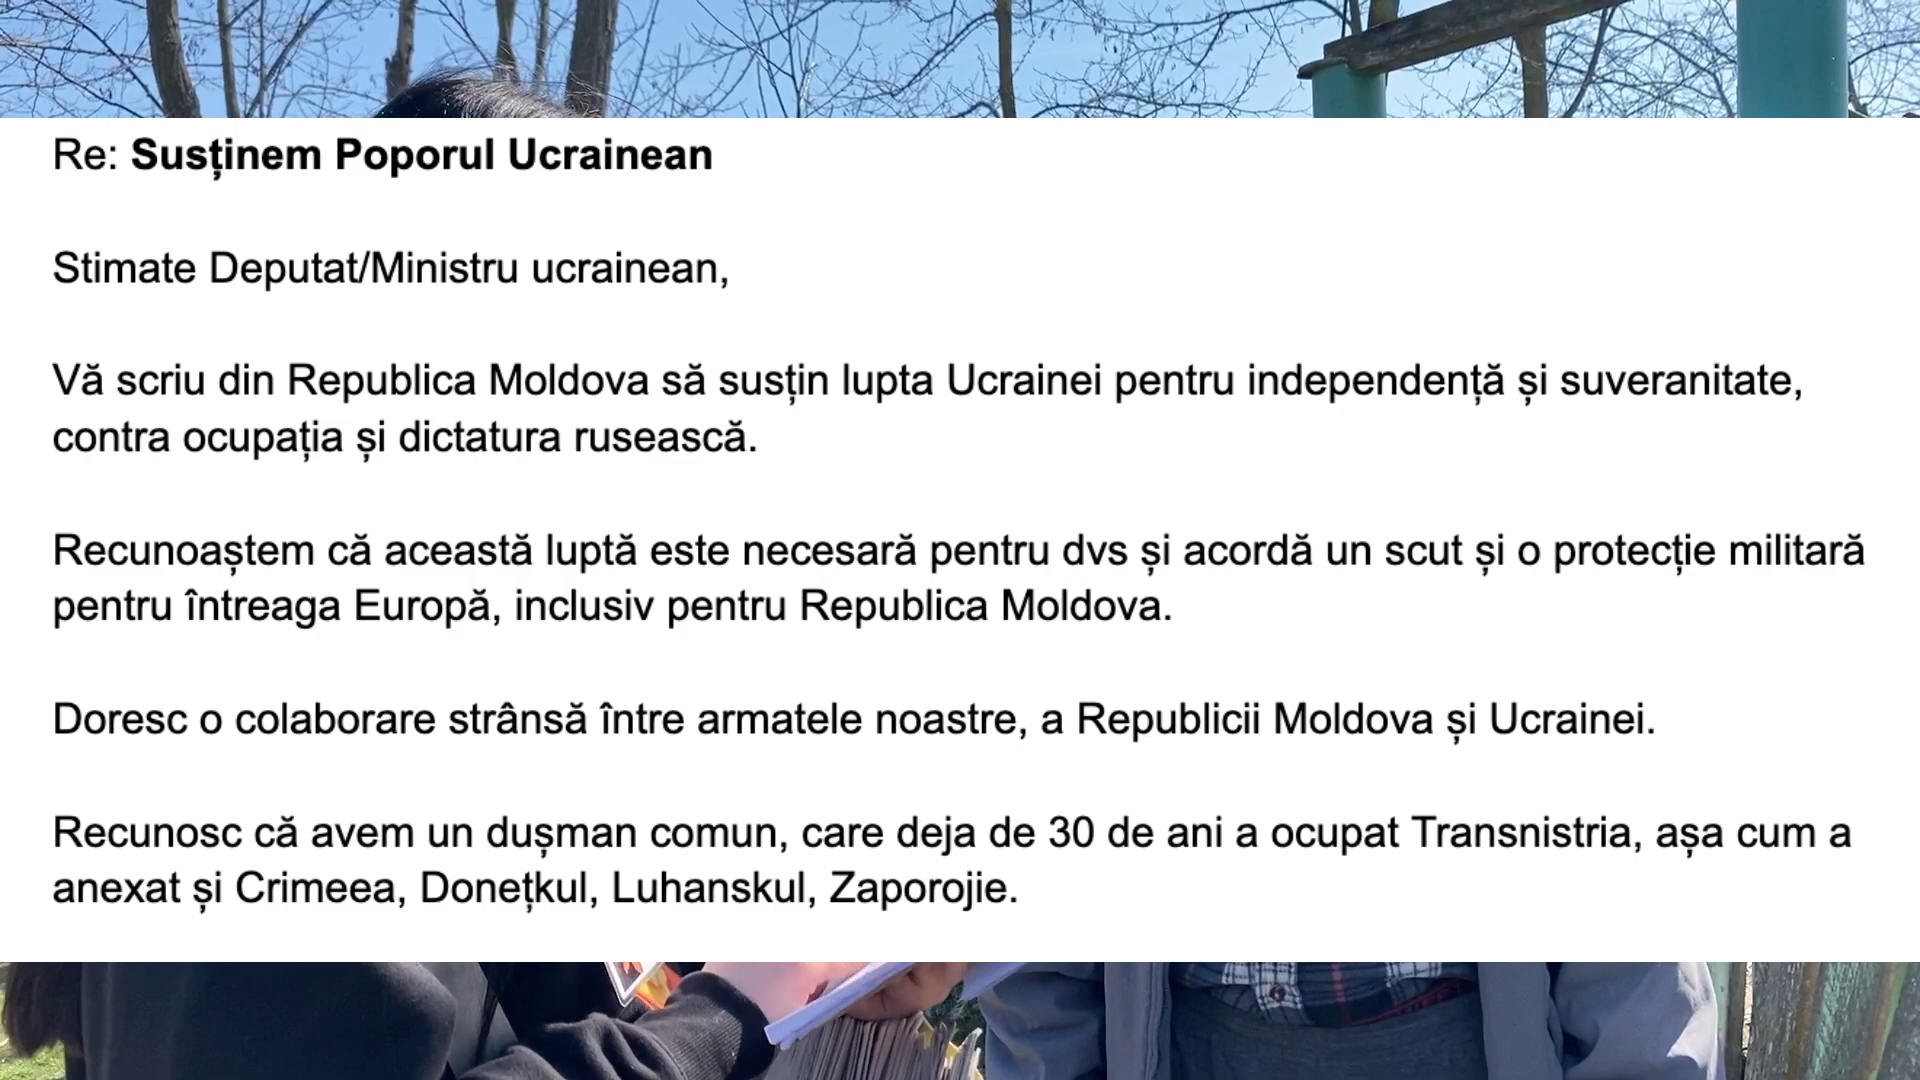 Re: Susținem Poporul Ucrainean
Stimate Deputat/Ministru ucrainean,
Vă scriu din Republica Moldova să susțin lupta Ucrainei pentru independență și suveranitate,
contra ocupația și dictatura rusească.
Recunoaștem că această luptă este necesară pentru dvs și acordă un scut și o protecție militară
pentru întreaga Europă, inclusiv pentru Republica Moldova.
Doresc o colaborare strânsă între armatele noastre, a Republicii Moldova și Ucrainei.
Recunosc că avem un dușman comun, care deja de 30 de ani a ocupat Transnistria, așa cum a
anexat și Crimeea, Donețkul, Luhanskul, Zaporojie.